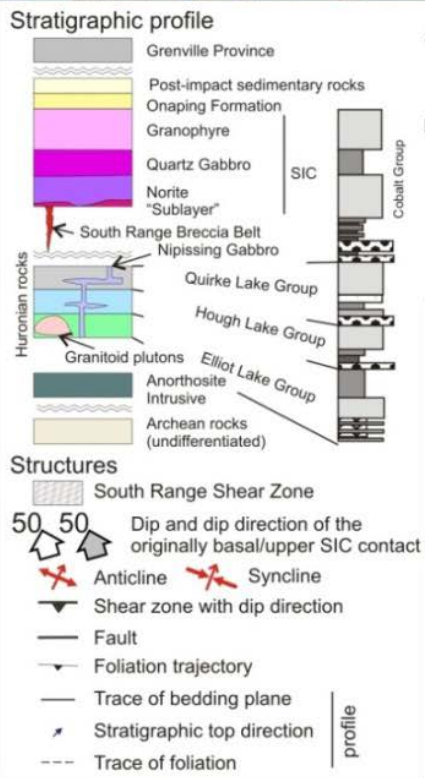 Stratigraphic profile
Grenville Province
Post-impact sedimentary rocks
Onaping Formation
Granophyre
Quartz Gabbro
Norite
"Sublayer"
SIC
South Range Breccia Belt
Nipissing Gabbro
Huronian rocks
Granitoid plutons
Anorthosite
Intrusive
Archean rocks
(undifferentiated)
Cobalt Group
Quirke Lake Group
Hough Lake Group
Elliot Lake Group
Structures
South Range Shear Zone
50 50 Dip and dip direction of the
originally basal/upper SIC contact
Anticline Syncline
Shear zone with dip direction
Fault
Foliation trajectory
Trace of bedding plane
Stratigraphic top direction
Trace of foliation
profile